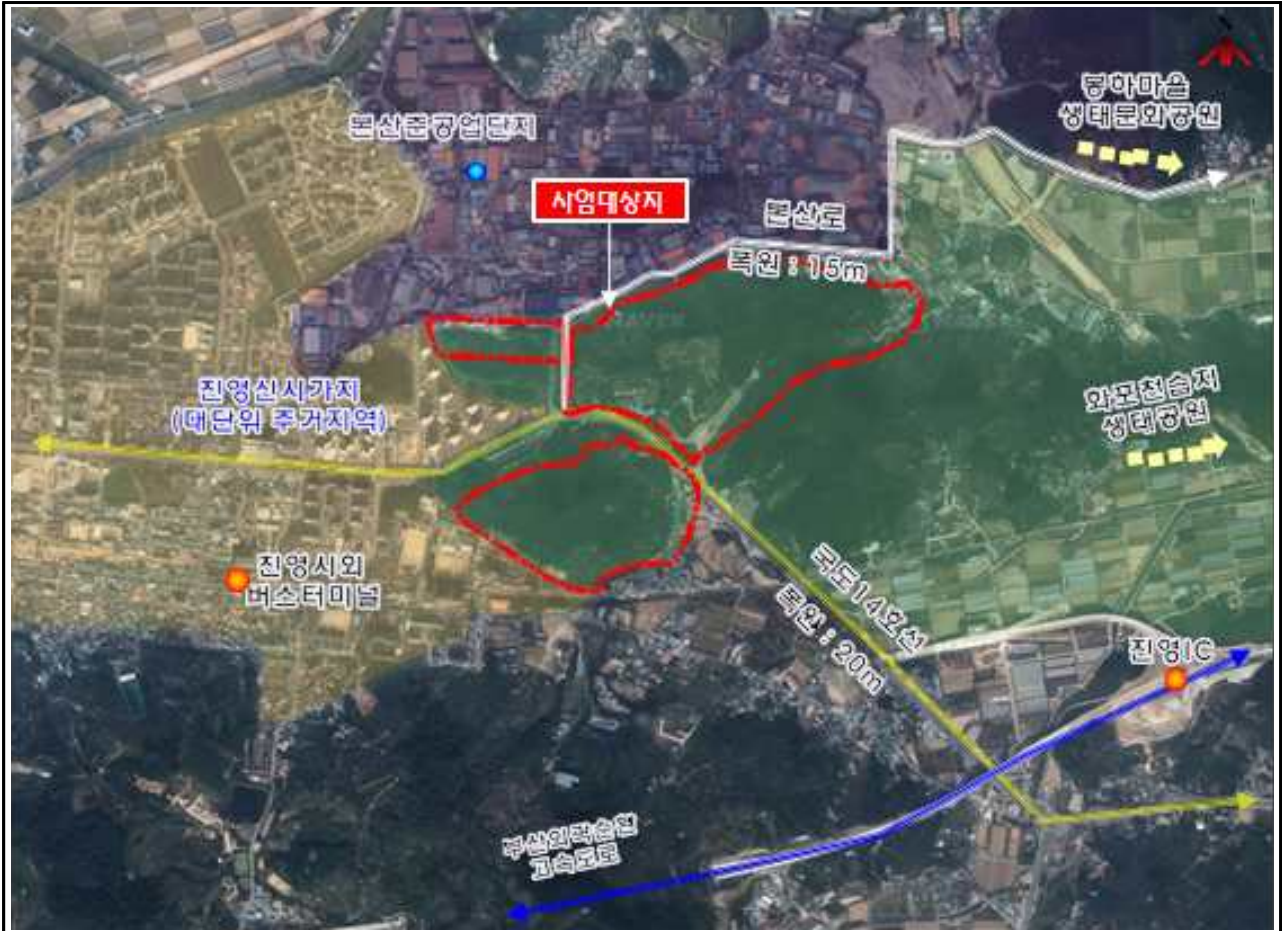 봉하마을
생태문화공원
본산준공업단지
사업대상지
본산로
폭원 : 15m
진영신시가지
(대단위 주거지역)
화포천습지
생태공원
진영시외
버스터미널
국도14호선
폭원 : 20m
진영IC
부산외곽순환
고속도로